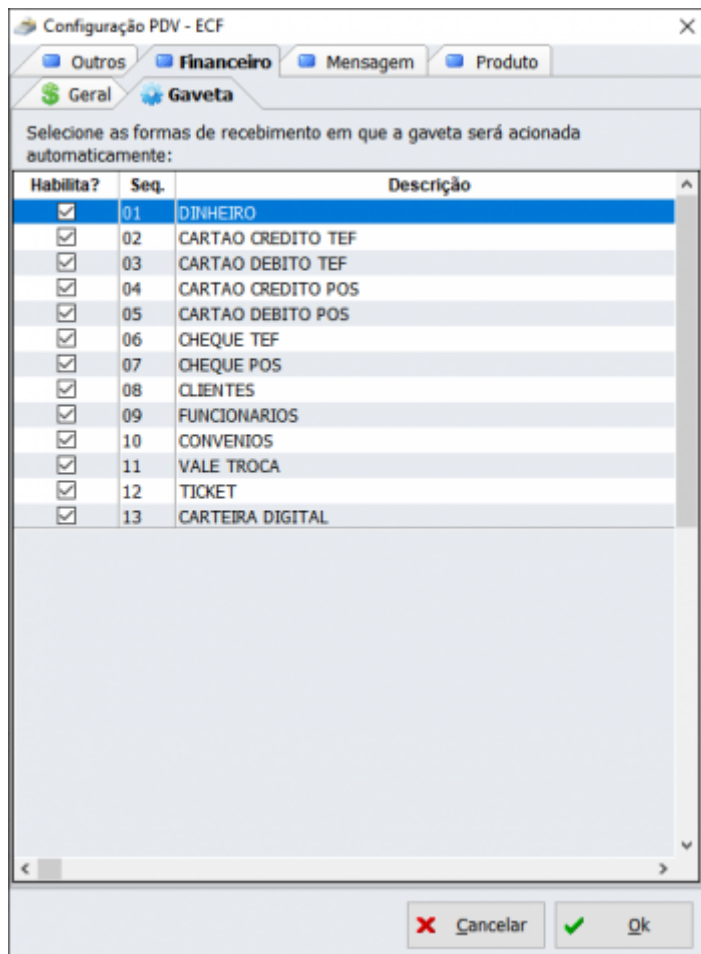 Configuração PDV - ECF
Outros Financeiro Mensagem Produto
Geral Gaveta
Selecione as formas de recebimento em que a gaveta será acionada
automaticamente:
Habilita? Seq. Descrição
01 DINHEIRO
02 CARTAO CREDITO TEF
03 CARTAO DEBITO TEF
04 CARTAO CREDITO POS
05 CARTAO DEBITO POS
06 CHEQUE TEF
07 CHEQUE POS
08 CLIENTES
09 FUNCIONARIOS
10 CONVENIOS
11 VALE TROCA
12 TICKET
13 CARTEIRA DIGITAL
Cancelar Ok